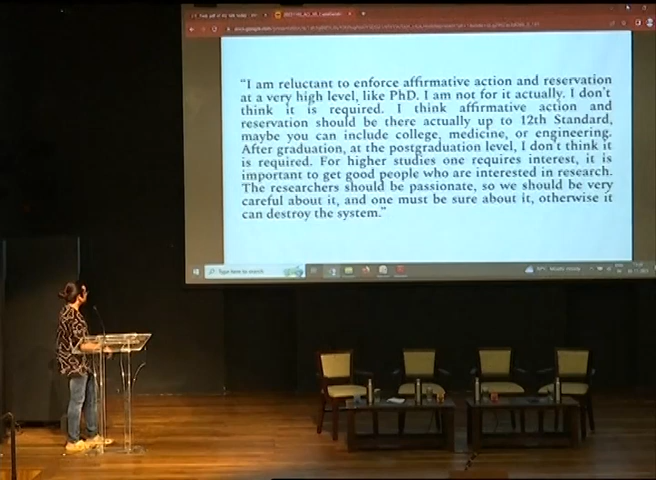 "I am reluctant to enforce affirmative action and reservation
at a very high level, like PhD. I am not for it actually. I don't
think it is required. I think affirmative action and
reservation should be there actually up to 12th Standard,
maybe you can include college, medicine, or engineering.
After graduation, at the postgraduation level, I don't think it
is required. For higher studies one requires interest, it is
important to get good people who are interested in research.
The researchers should be passionate, so we should be very
careful about it, and one must be sure about it, otherwise it
can destroy the system."
Type here to search